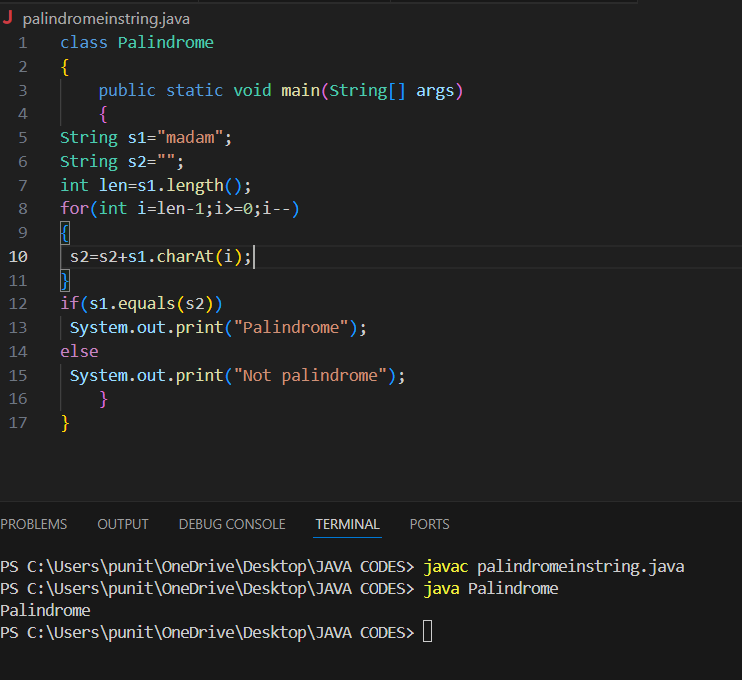 J palindromeinstring.java
1 class Palindrome
2 {
3 public static void main(String[] args)
4 {
5 String s1="madam";
6 String s2="";
7 int len=s1.length();
8 for(int i=len-1;i>=0;i--)
9 {
10 s2=s2+s1.charAt(i);
11 }
12 if(s1.equals(s2))
13 System.out.print("Palindrome");
14 else
15 System.out.print("Not palindrome");
16 }
17 }
PROBLEMS OUTPUT DEBUG CONSOLE TERMINAL PORTS
PS C:\Users\punit\OneDrive\Desktop\JAVA CODES> javac palindromeinstring.java
PS C:\Users\punit\OneDrive\Desktop\JAVA CODES> java Palindrome
Palindrome
PS C:\Users\punit\OneDrive\Desktop\JAVA CODES>